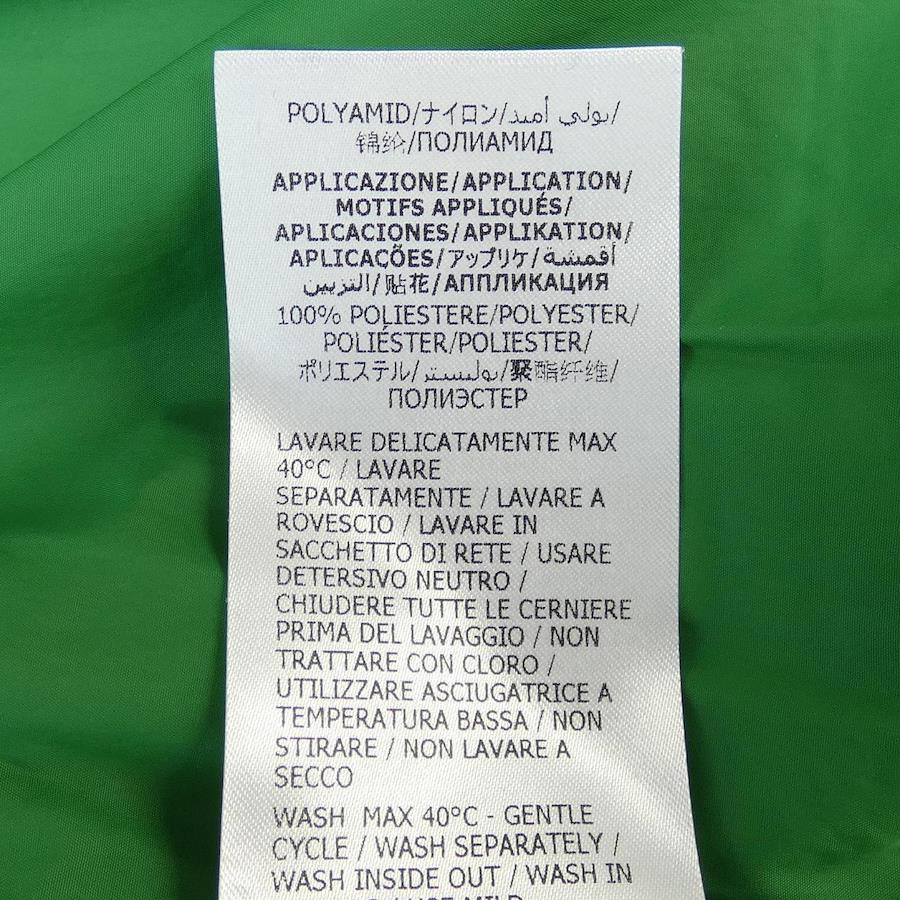 POLYAMID/ナイロン/بولي أميد/
锦纶/ПОЛИАМИД
APPLICAZIONE/APPLICATION/
MOTIFS APPLIQUÉS/
APLICACIONES/APPLIKATION/
APLICAÇÕES/アップリケ/أقمشة
التزيين/贴花/АППЛИКАЦИЯ
100% POLIESTERE/POLYESTER/
POLIÉSTER/POLIESTER/
ポリエステル/بوليستر/聚酯纤维/
ПОЛИЭСТЕР
LAVARE DELICATAMENTE MAX
40°C / LAVARE
SEPARATAMENTE / LAVARE A
ROVESCIO / LAVARE IN
SACCHETTO DI RETE / USARE
DETERSIVO NEUTRO /
CHIUDERE TUTTE LE CERNIERE
PRIMA DEL LAVAGGIO / NON
TRATTARE CON CLORO /
UTILIZZARE ASCIUGATRICE A
TEMPERATURA BASSA / NON
STIRARE / NON LAVARE A
SECCO
WASH MAX 40°C - GENTLE
CYCLE / WASH SEPARATELY /
WASH INSIDE OUT / WASH IN